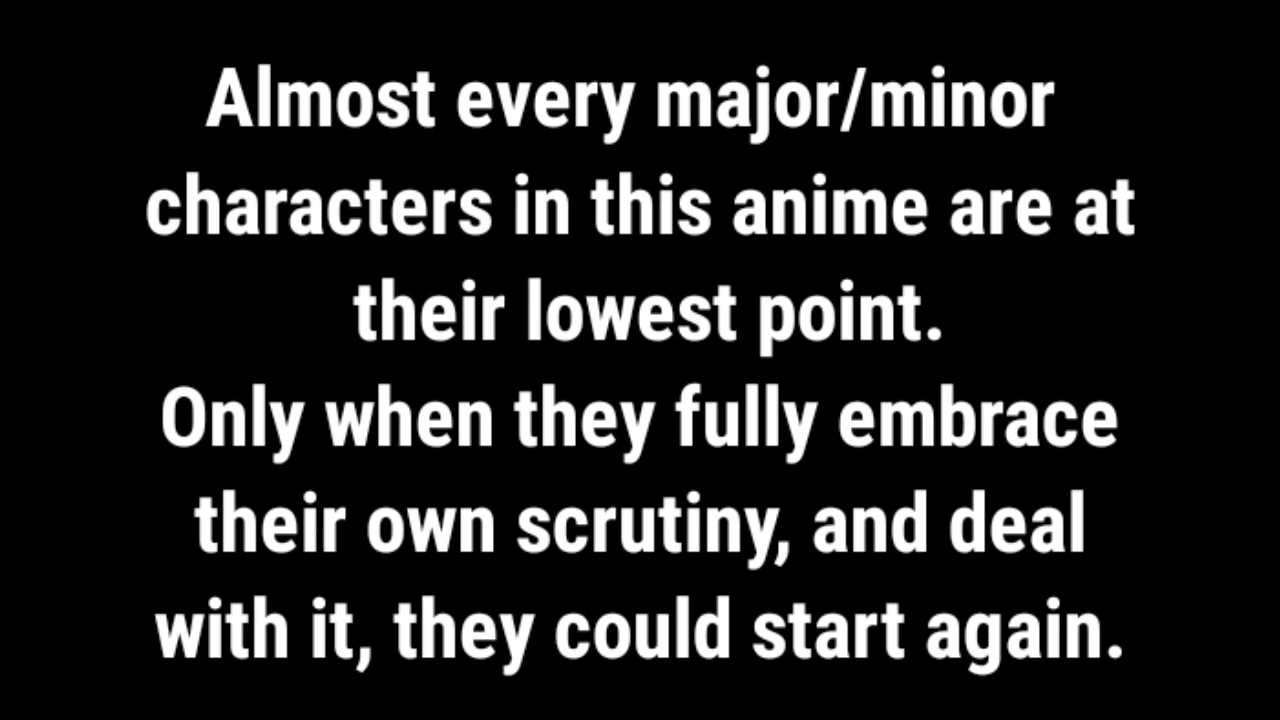 Almost every major/minor
characters in this anime are at
their lowest point.
Only when they fully embrace
their own scrutiny, and deal
with it, they could start again.